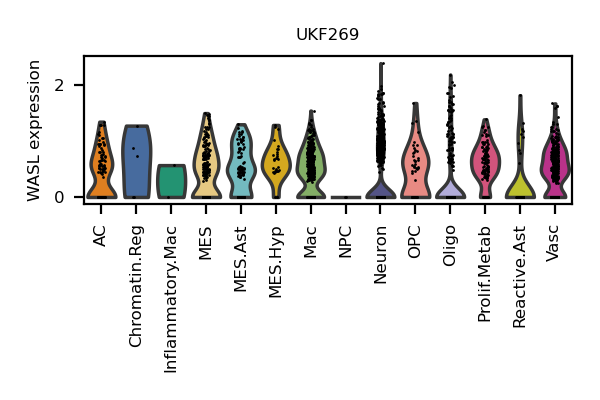 UKF269
WASL expression
2
0
AC
Chromatin.Reg
Inflammatory.Mac
MES
MES.Ast
MES.Hyp
Mac
NPC
Neuron
OPC
Oligo
Prolif.Metab
Reactive.Ast
Vasc